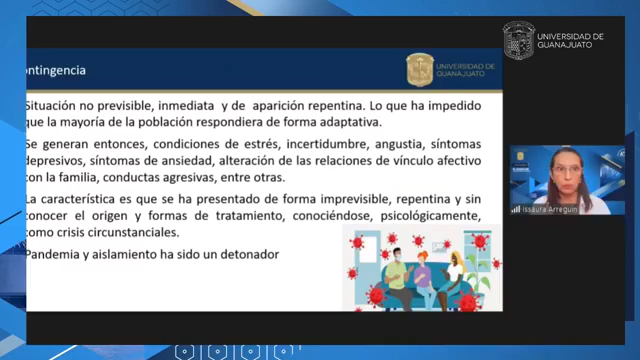 UNIVERSIDAD DE
GUANAJUATO
ontingencia
UNIVERSIDAD DE
GUANAJUATO
Situación no previsible, inmediata y de aparición repentina. Lo que ha impedido
que la mayoría de la población respondiera de forma adaptativa.
Se generan entonces, condiciones de estrés, incertidumbre, angustia, síntomas
depresivos, síntomas de ansiedad, alteración de las relaciones de vínculo afectivo
con la familia, conductas agresivas, entre otras.
La característica es que se ha presentado de forma imprevisible, repentina y sin
conocer el origen y formas de tratamiento, conociéndose, psicológicamente,
como crisis circunstanciales.
Pandemia y aislamiento ha sido un detonador
Issaura Arreguin